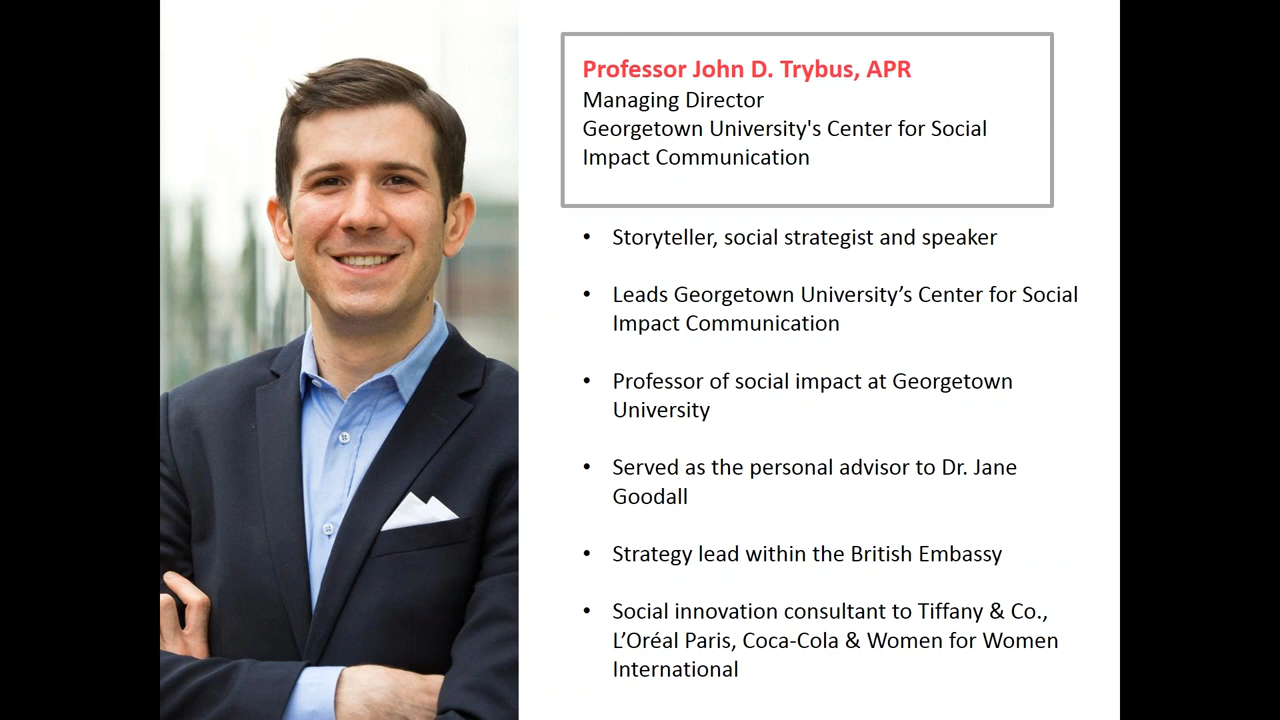 Professor John D. Trybus, APR
Managing Director
Georgetown University's Center for Social
Impact Communication
• Storyteller, social strategist and speaker
• Leads Georgetown University’s Center for Social
Impact Communication
• Professor of social impact at Georgetown
University
• Served as the personal advisor to Dr. Jane
Goodall
• Strategy lead within the British Embassy
• Social innovation consultant to Tiffany & Co.,
L’Oréal Paris, Coca-Cola & Women for Women
International